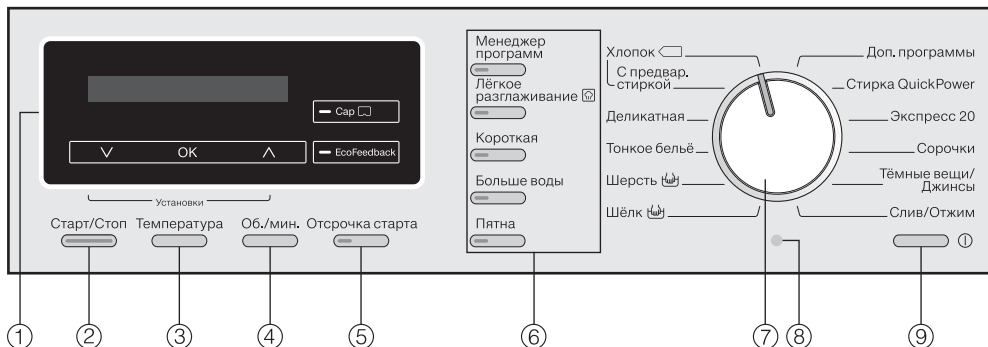 Cap
EcoFeedback
OK
Установки
Старт/Стоп
Температура
Об./мин.
Отсрочка старта
Менеджер
программ
Лёгкое
разглаживание
Короткая
Больше воды
Пятна
Хлопок
С предвар.
стиркой
Деликатная
Тонкое бельё
Шерсть
Шёлк
Доп. программы
Стирка QuickPower
Экспресс 20
Сорочки
Тёмные вещи/
Джинсы
Слив/Отжим
1
2
3
4
5
6
7
8
9